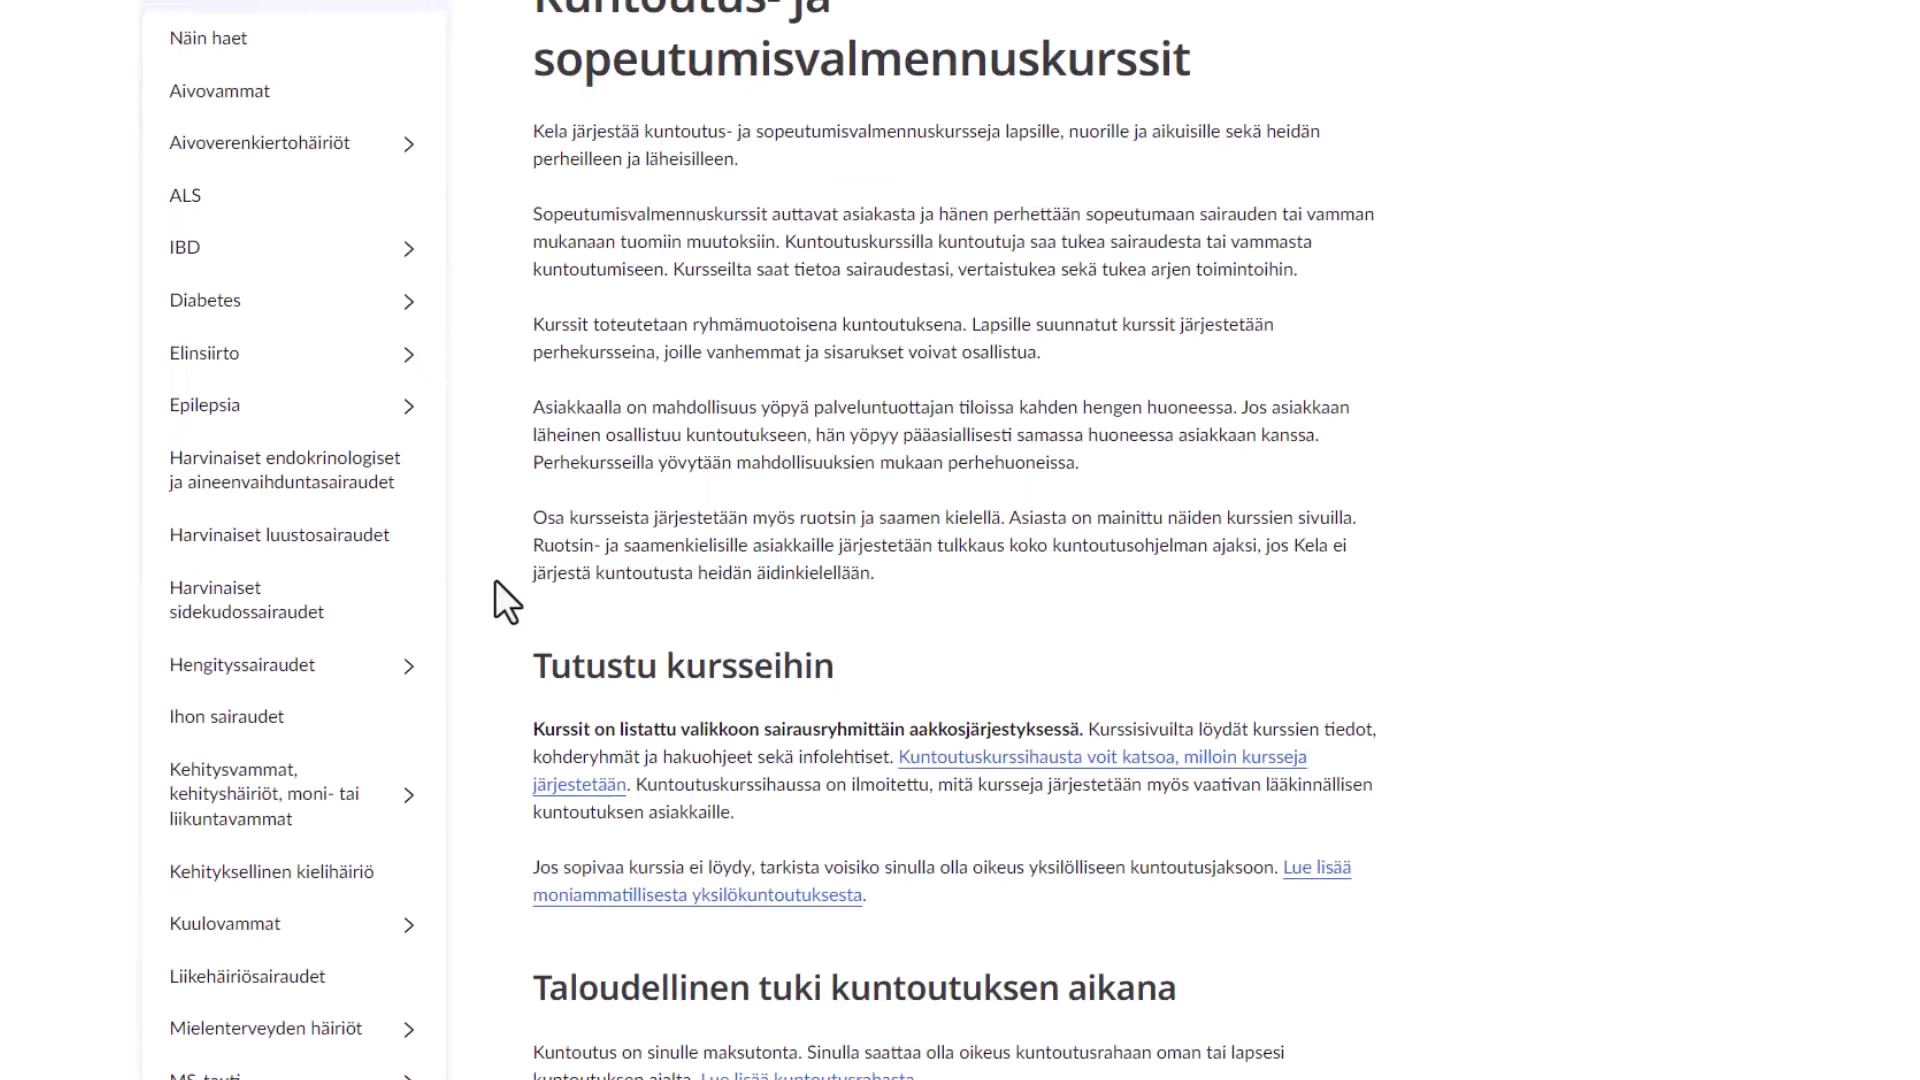 Näin haet
Aivovammat
Aivoverenkiertohäiriöt
ALS
IBD
Diabetes
Elinsiirto
Epilepsia
Harvinaiset endokrinologiset
ja aineenvaihduntasairaudet
Harvinaiset luustosairaudet
Harvinaiset
sidekudossairaudet
Hengityssairaudet
Ihon sairaudet
Kehitysvammat,
kehityshäiriöt, moni- tai
liikuntavammat
Kehityksellinen kielihäiriö
Kuulovammat
Liikehäiriösairaudet
Mielenterveyden häiriöt
MS-tauti
Kuntoutus- ja
sopeutumisvalmennuskurssit
Kela järjestää kuntoutus- ja sopeutumisvalmennuskursseja lapsille, nuorille ja aikuisille sekä heidän
perheilleen ja läheisilleen.
Sopeutumisvalmennuskurssit auttavat asiakasta ja hänen perhettään sopeutumaan sairauden tai vamman
mukanaan tuomiin muutoksiin. Kuntoutuskurssilla kuntoutuja saa tukea sairaudesta tai vammasta
kuntoutumiseen. Kursseilta saat tietoa sairaudestasi, vertaistukea sekä tukea arjen toimintoihin.
Kurssit toteutetaan ryhmämuotoisena kuntoutuksena. Lapsille suunnatut kurssit järjestetään
perhekursseina, joille vanhemmat ja sisarukset voivat osallistua.
Asiakkaalla on mahdollisuus yöpyä palveluntuottajan tiloissa kahden hengen huoneessa. Jos asiakkaan
läheinen osallistuu kuntoutukseen, hän yöpyy pääasiallisesti samassa huoneessa asiakkaan kanssa.
Perhekursseilla yövytään mahdollisuuksien mukaan perhehuoneissa.
Osa kursseista järjestetään myös ruotsin ja saamen kielellä. Asiasta on mainittu näiden kurssien sivuilla.
Ruotsin- ja saamenkielisille asiakkaille järjestetään tulkkaus koko kuntoutusohjelman ajaksi, jos Kela ei
järjestä kuntoutusta heidän äidinkielellään.
Tutustu kursseihin
Kurssit on listattu valikkoon sairausryhmittäin aakkosjärjestyksessä. Kurssisivuilta löydät kurssien tiedot,
kohderyhmät ja hakuohjeet sekä infolehtiset. Kuntoutuskurssihausta voit katsoa, milloin kursseja
järjestetään. Kuntoutuskurssihaussa on ilmoitettu, mitä kursseja järjestetään myös vaativan lääkinnällisen
kuntoutuksen asiakkaille.
Jos sopivaa kurssia ei löydy, tarkista voisiko sinulla olla oikeus yksilölliseen kuntoutusjaksoon. Lue lisää
moniammatillisesta yksilökuntoutuksesta.
Taloudellinen tuki kuntoutuksen aikana
Kuntoutus on sinulle maksutonta. Sinulla saattaa olla oikeus kuntoutusrahaan oman tai lapsesi
kuntoutuksen ajalta. Lue lisää kuntoutusrahasta.